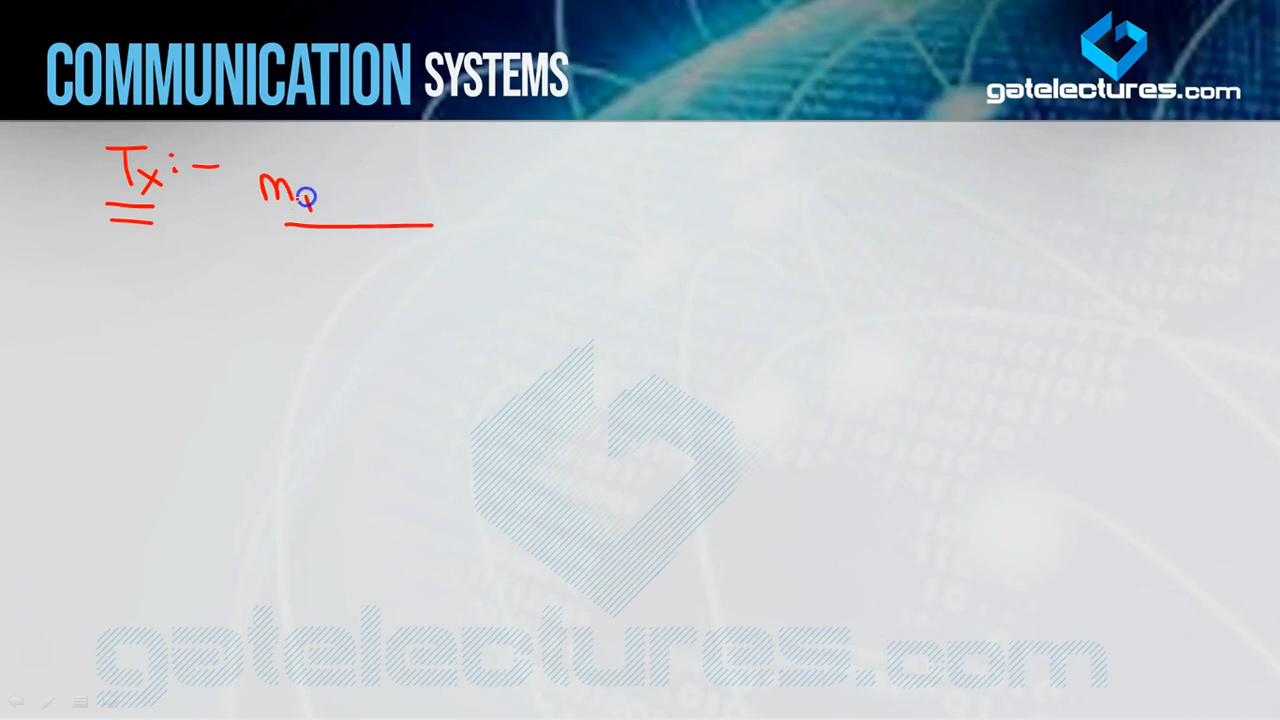 COMMUNICATION SYSTEMS
gatelectures.com
Tx :-
m
gatelectures.com